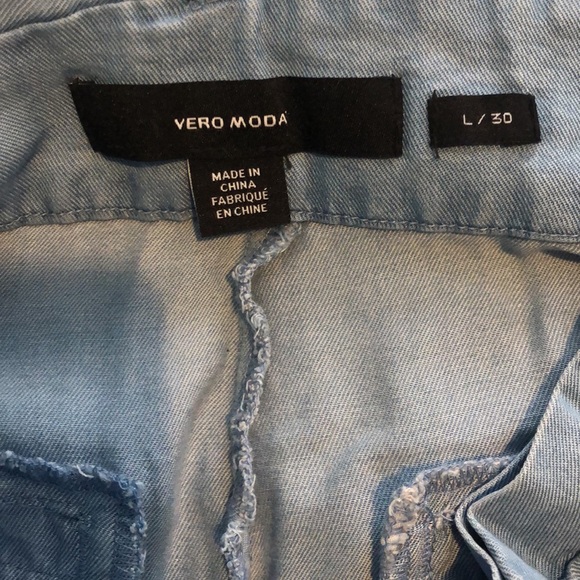 VERO MODA
L / 30
MADE IN
CHINA
FABRIQUÉ
EN CHINE